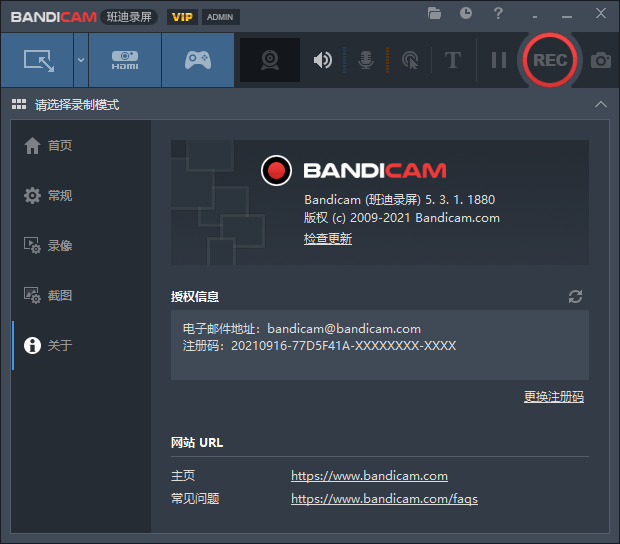 BANDICAM 班迪录屏 VIP ADMIN ?
HDMI T REC
请选择录制模式
首页
常规
录像
截图
关于
BANDICAM
Bandicam (班迪录屏) 5. 3. 1. 1880
版权 (c) 2009-2021 Bandicam.com
检查更新
授权信息
电子邮件地址: bandicam@bandicam.com
注册码: 20210916-77D5F41A-XXXXXXXX-XXXX
更换注册码
网站 URL
主页 https://www.bandicam.com
常见问题 https://www.bandicam.com/faqs